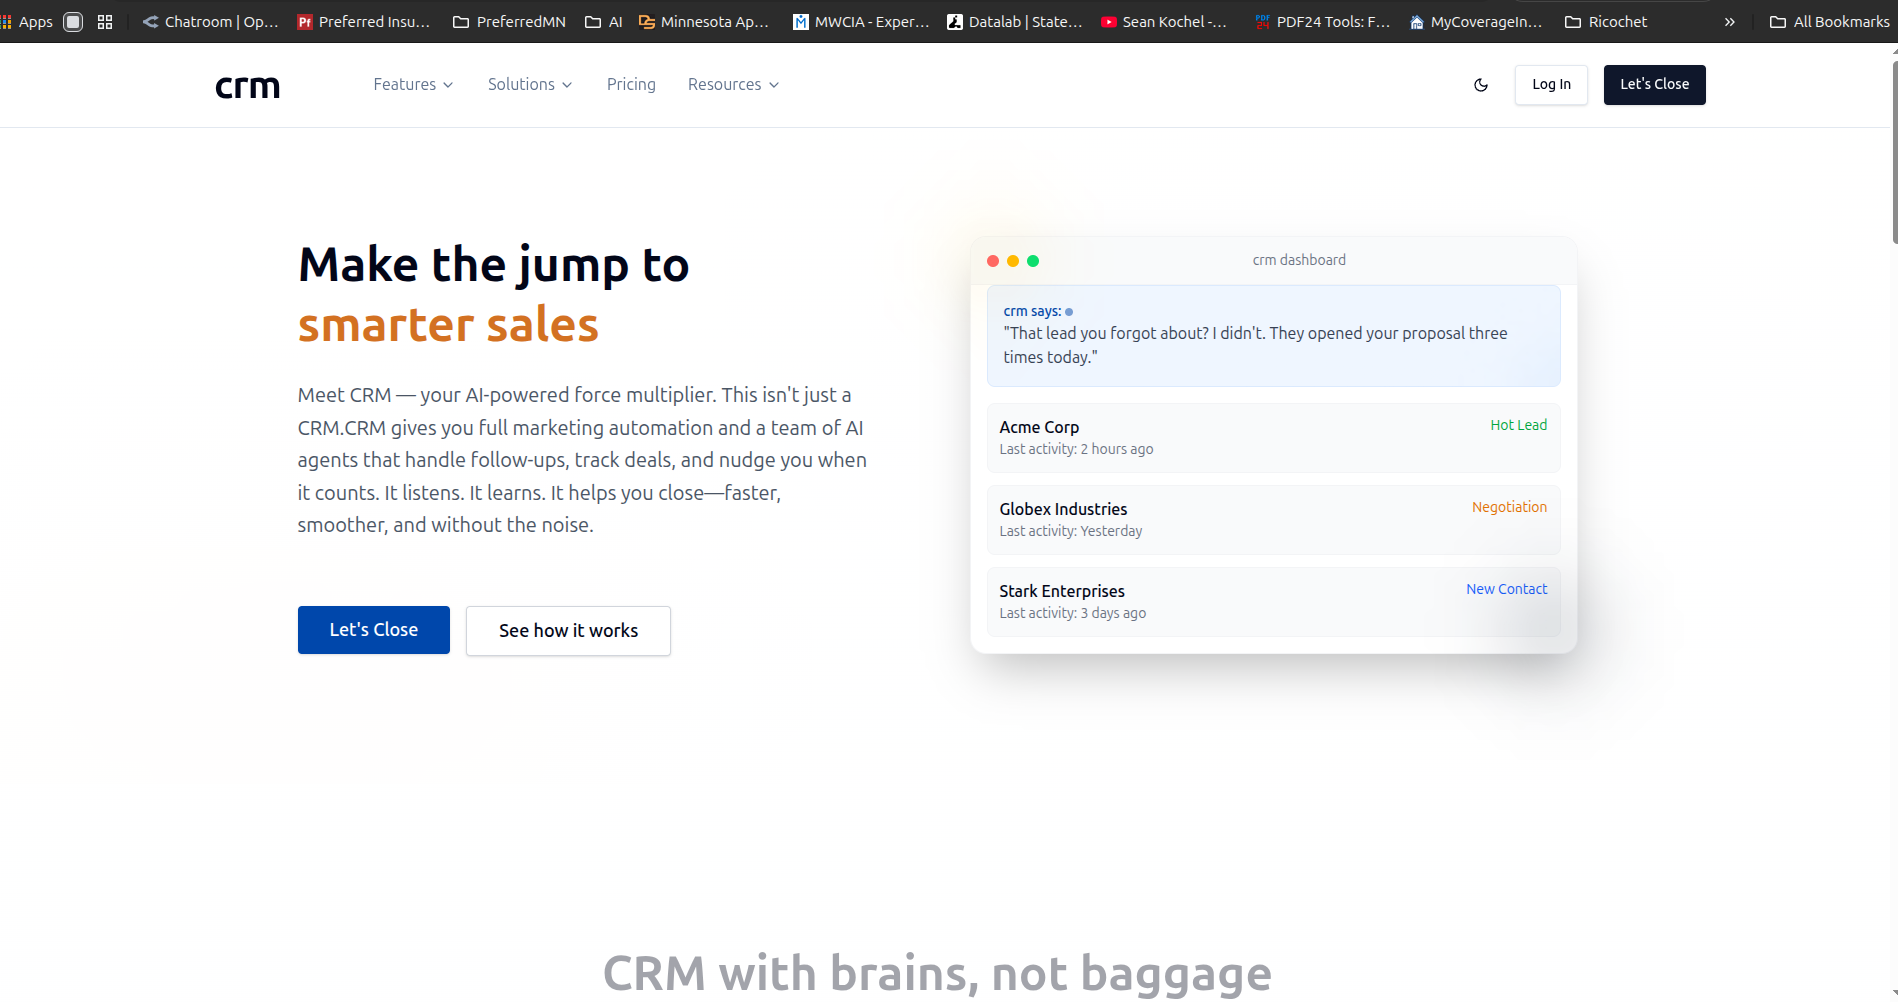 Apps
Chatroom | Op...
Preferred Insu...
PreferredMN
AI
Minnesota Ap...
MWCIA - Exper...
Datalab | State...
Sean Kochel -...
PDF24 Tools: F...
MyCoverageIn...
Ricochet
»
All Bookmarks
crm
Features
Solutions
Pricing
Resources
Log In
Let's Close
Make the jump to
smarter sales
Meet CRM — your AI-powered force multiplier. This isn't just a
CRM.CRM gives you full marketing automation and a team of AI
agents that handle follow-ups, track deals, and nudge you when
it counts. It listens. It learns. It helps you close—faster,
smoother, and without the noise.
Let's Close
See how it works
crm dashboard
crm says:
"That lead you forgot about? I didn't. They opened your proposal three
times today."
Acme Corp
Hot Lead
Last activity: 2 hours ago
Globex Industries
Negotiation
Last activity: Yesterday
Stark Enterprises
New Contact
Last activity: 3 days ago
CRM with brains, not baggage